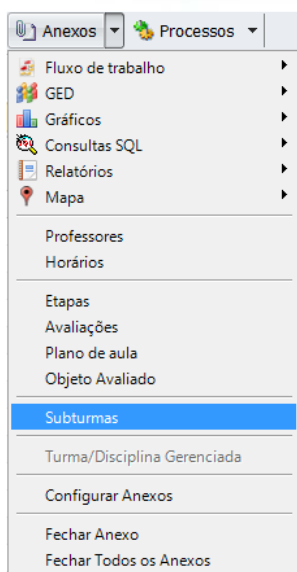 Anexos Processos
Fluxo de trabalho
GED
Gráficos
Consultas SQL
Relatórios
Mapa
Professores
Horários
Etapas
Avaliações
Plano de aula
Objeto Avaliado
Subturmas
Turma/Disciplina Gerenciada
Configurar Anexos
Fechar Anexo
Fechar Todos os Anexos